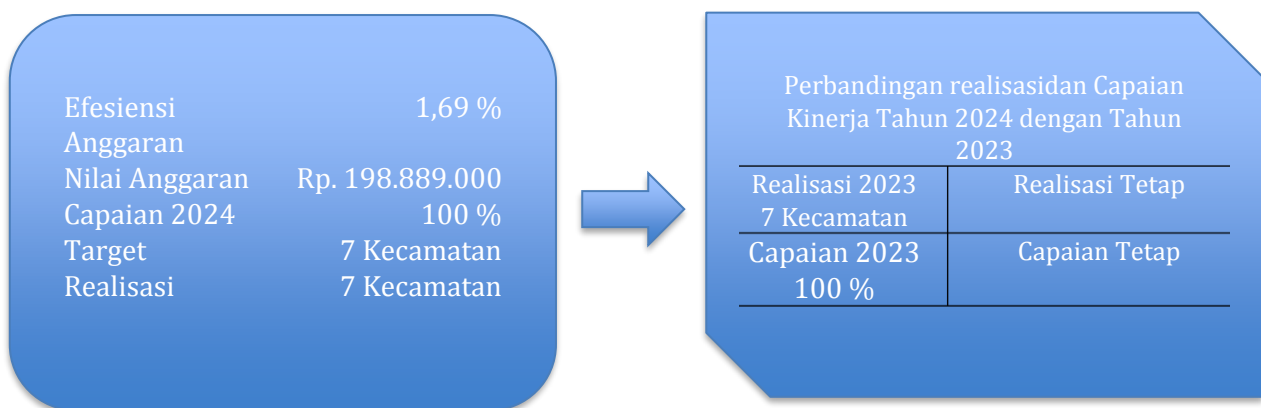 Efesiensi 1,69 %
Anggaran
Nilai Anggaran Rp. 198.889.000
Capaian 2024 100 %
Target 7 Kecamatan
Realisasi 7 Kecamatan
Perbandingan realisasidan Capaian
Kinerja Tahun 2024 dengan Tahun
2023
Realisasi 2023 Realisasi Tetap
7 Kecamatan
Capaian 2023 Capaian Tetap
100 %